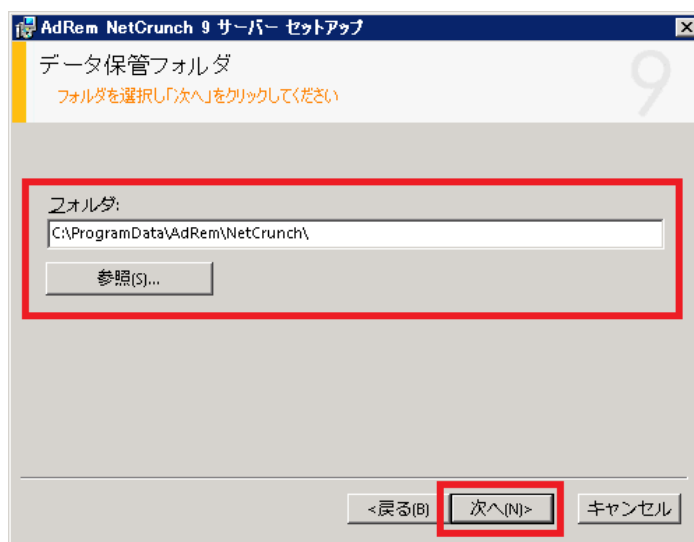 AdRem NetCrunch 9 サーバー セットアップ
データ保管フォルダ
フォルダを選択し「次へ」をクリックしてください
9
フォルダ:
C:\ProgramData\AdRem\NetCrunch\
参照(S)...
<戻る(B) 次へ(N)> キャンセル